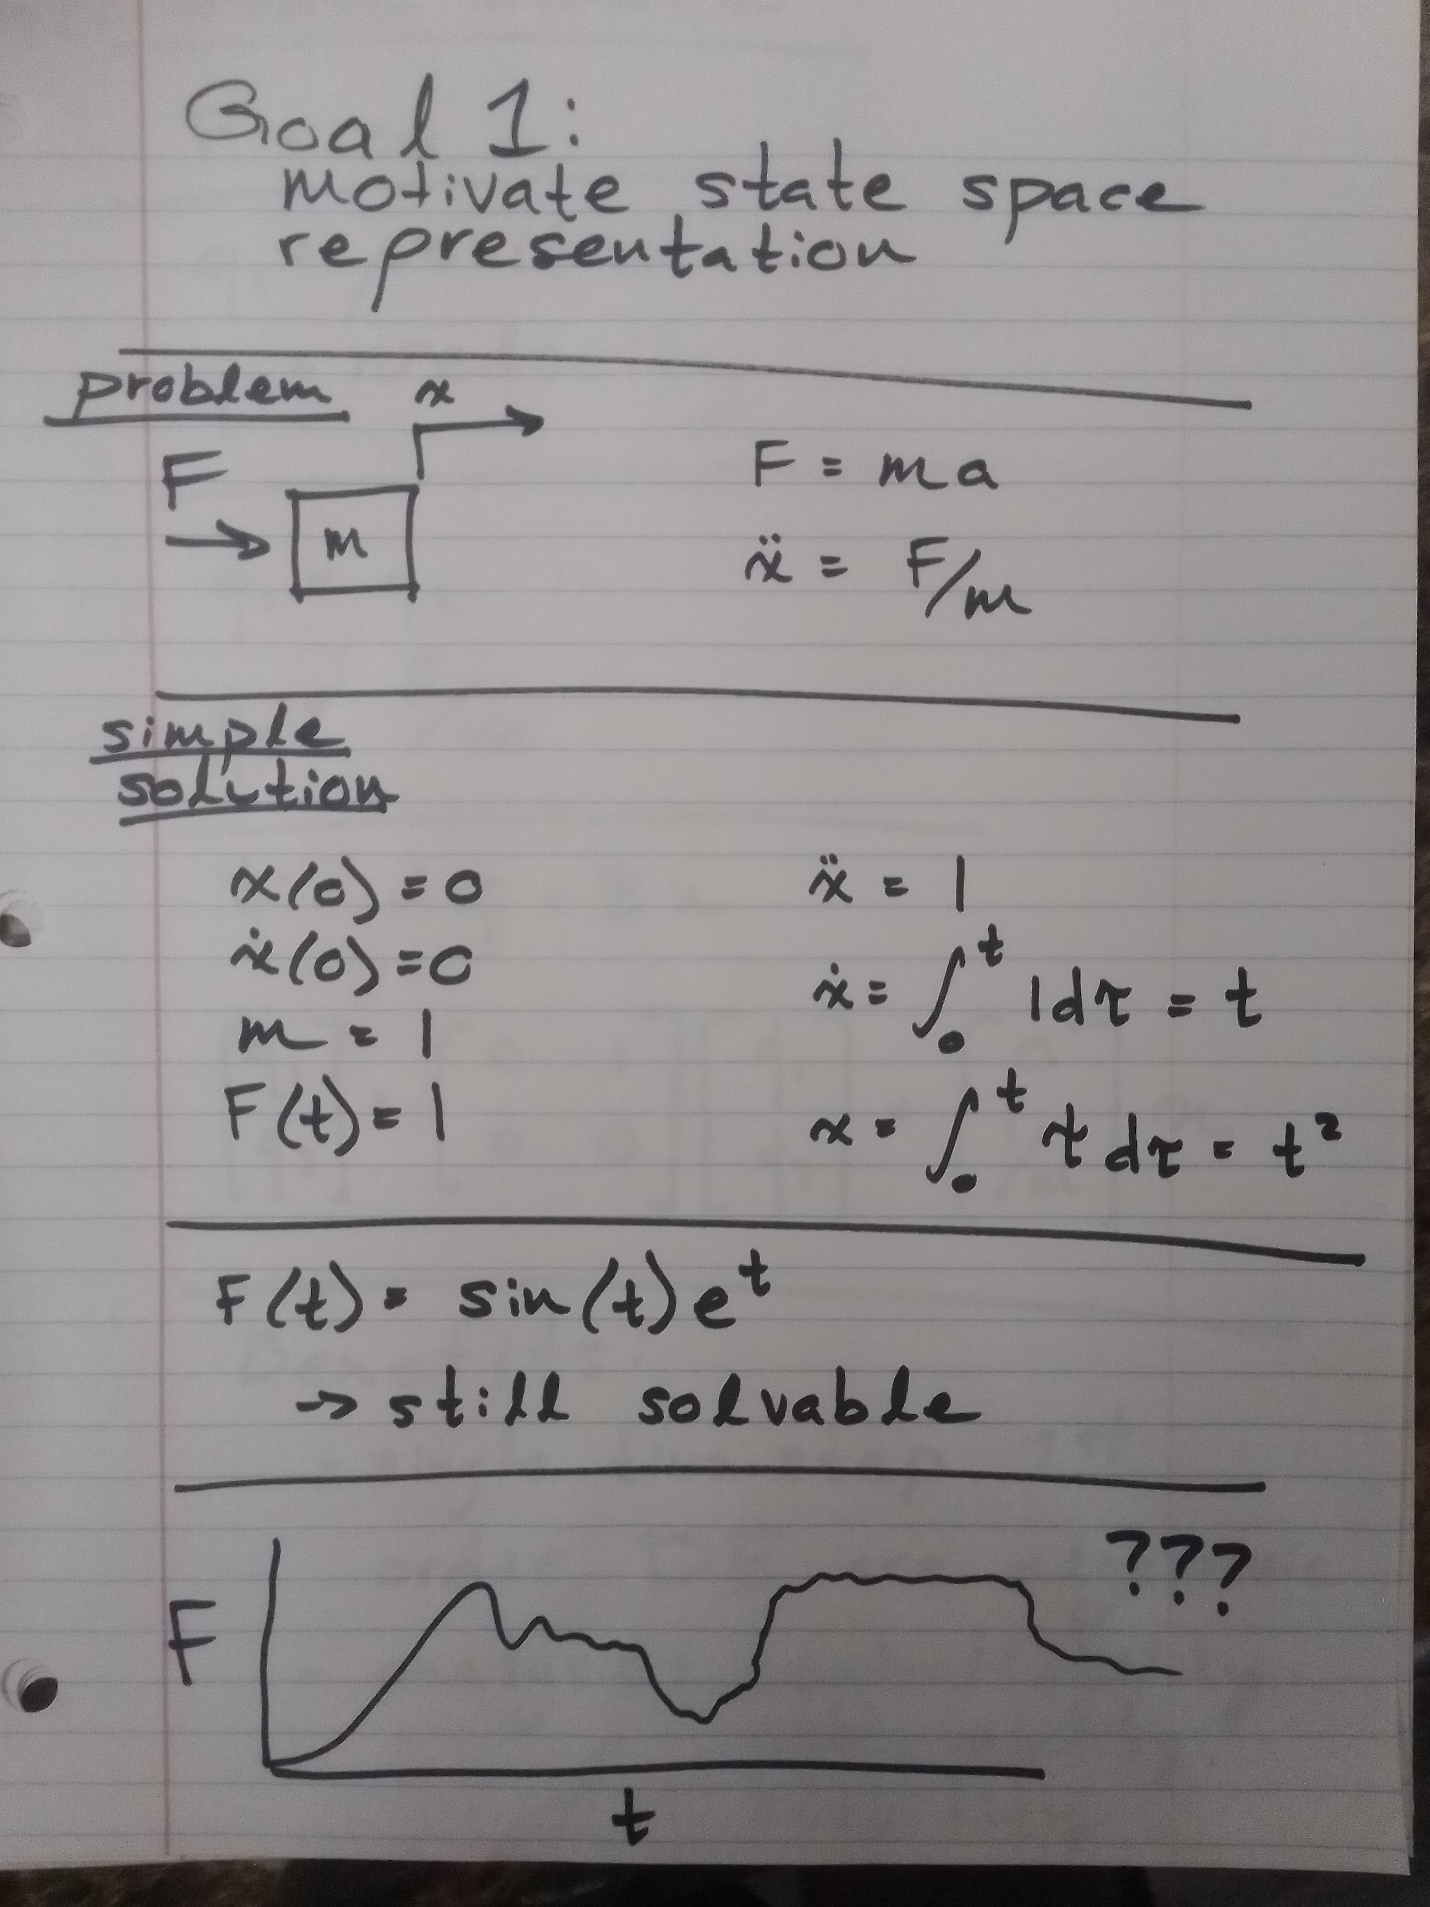 Goal 1:
motivate state space
representation
problem
x
F
m
F = ma
ẍ = F/m
simple
solution
x(0) = 0
ẋ(0) = 0
m = 1
F(t) = 1
ẍ = 1
ẋ = ∫₀ᵗ 1dτ = t
x = ∫₀ᵗ t dτ = t²
F(t) = sin(t)eᵗ
→ still solvable
???
F
t